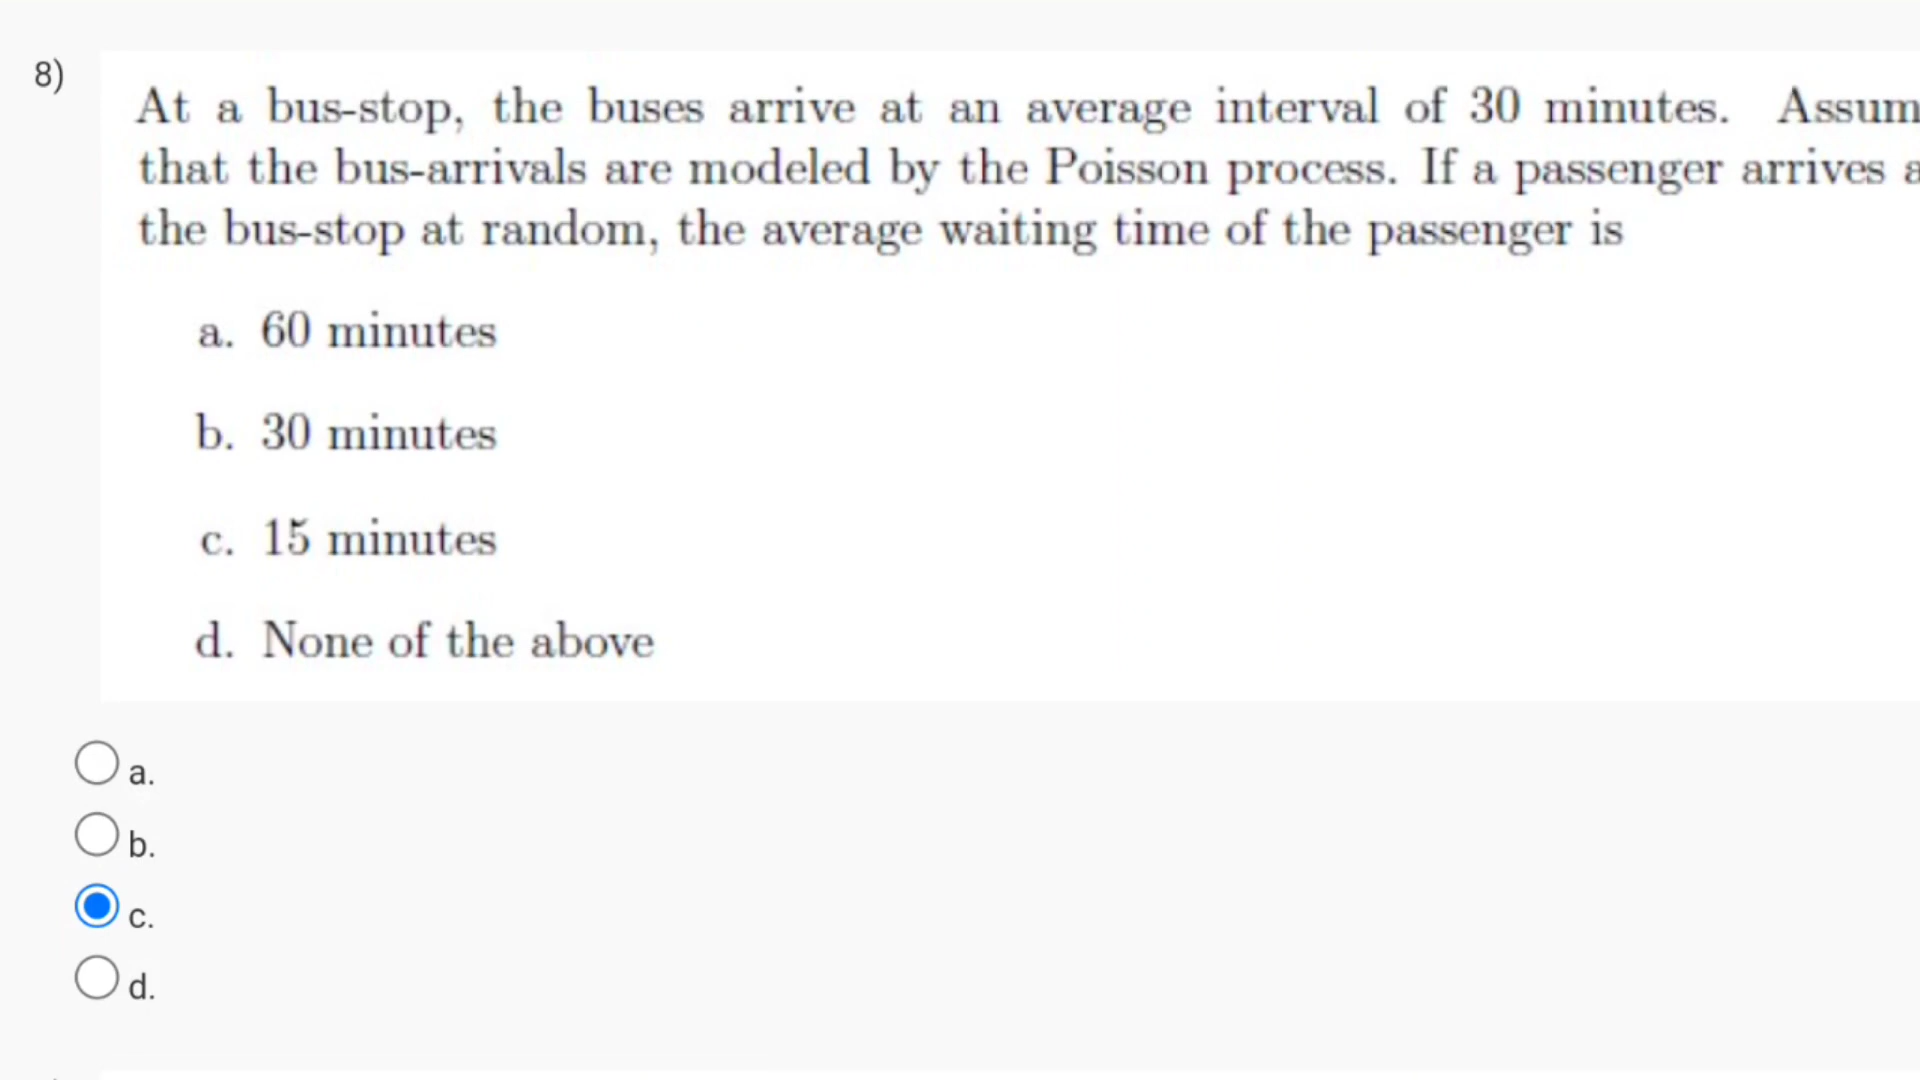 8)
At a bus-stop, the buses arrive at an average interval of 30 minutes. Assum
that the bus-arrivals are modeled by the Poisson process. If a passenger arrives a
the bus-stop at random, the average waiting time of the passenger is
a. 60 minutes
b. 30 minutes
c. 15 minutes
d. None of the above
a.
b.
c.
d.